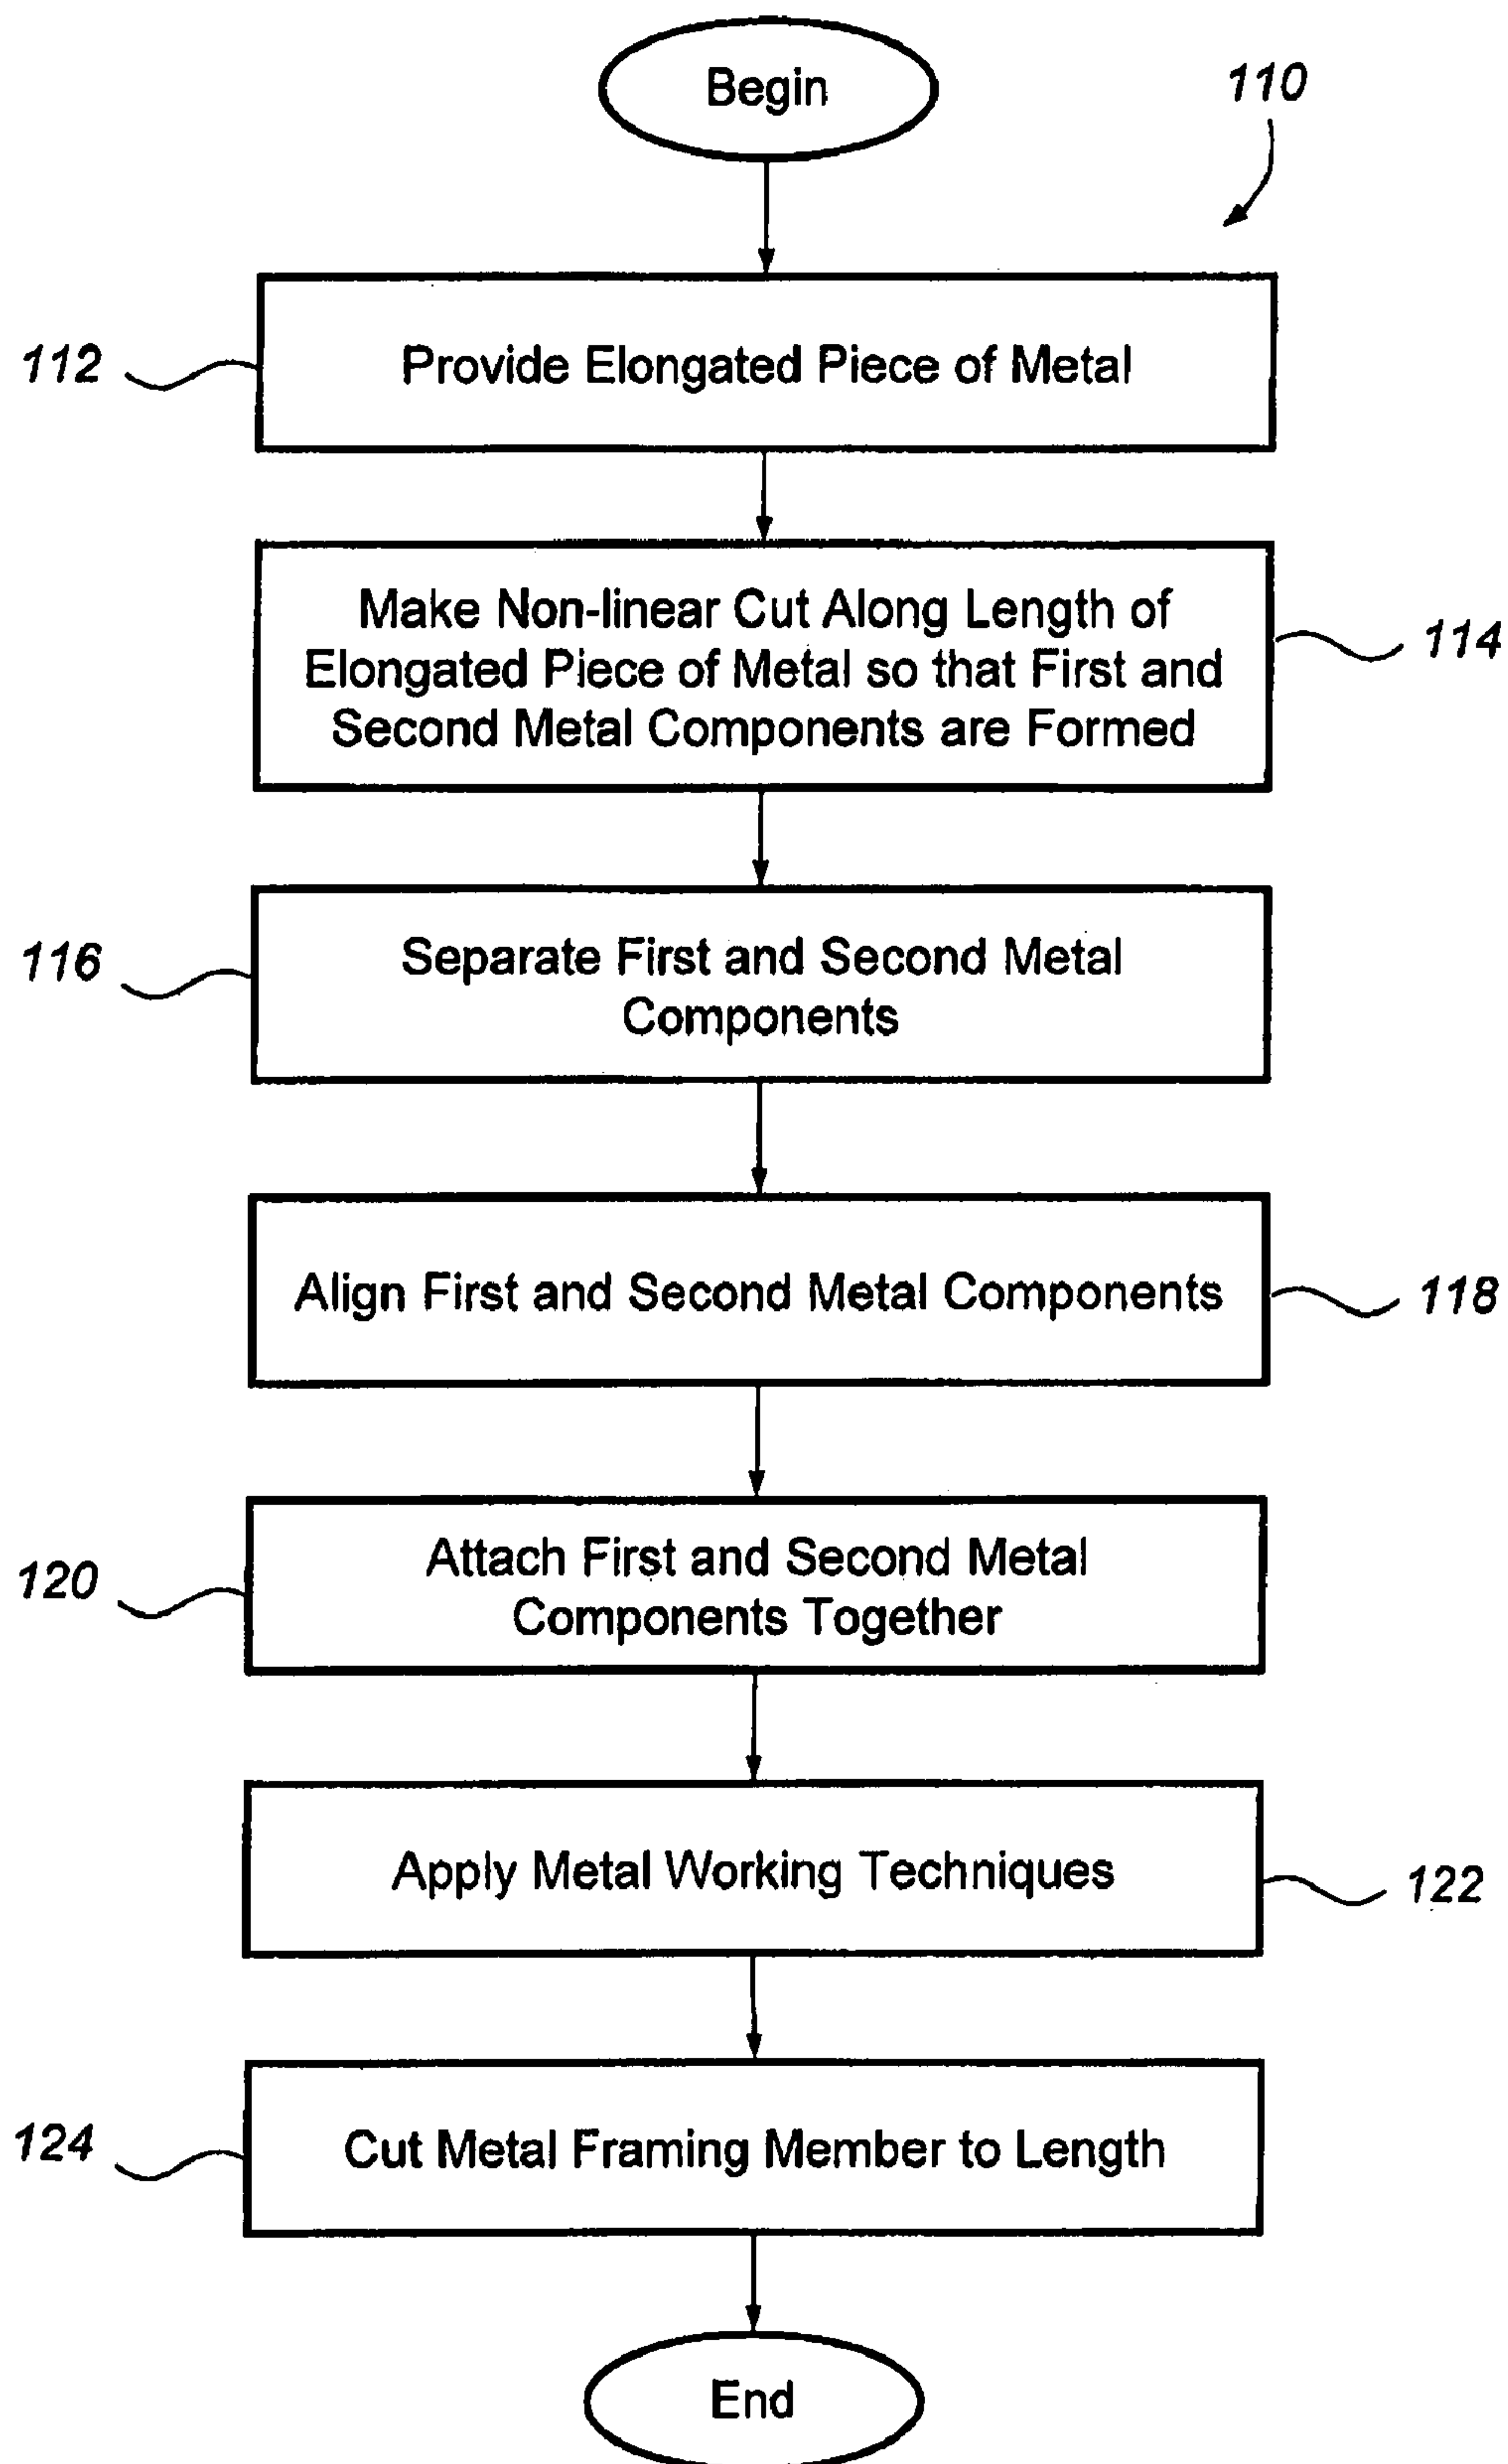 Begin
110
112
Provide Elongated Piece of Metal
Make Non-linear Cut Along Length of
Elongated Piece of Metal so that First and
Second Metal Components are Formed
114
116
Separate First and Second Metal
Components
Align First and Second Metal Components
118
120
Attach First and Second Metal
Components Together
Apply Metal Working Techniques
122
124
Cut Metal Framing Member to Length
End